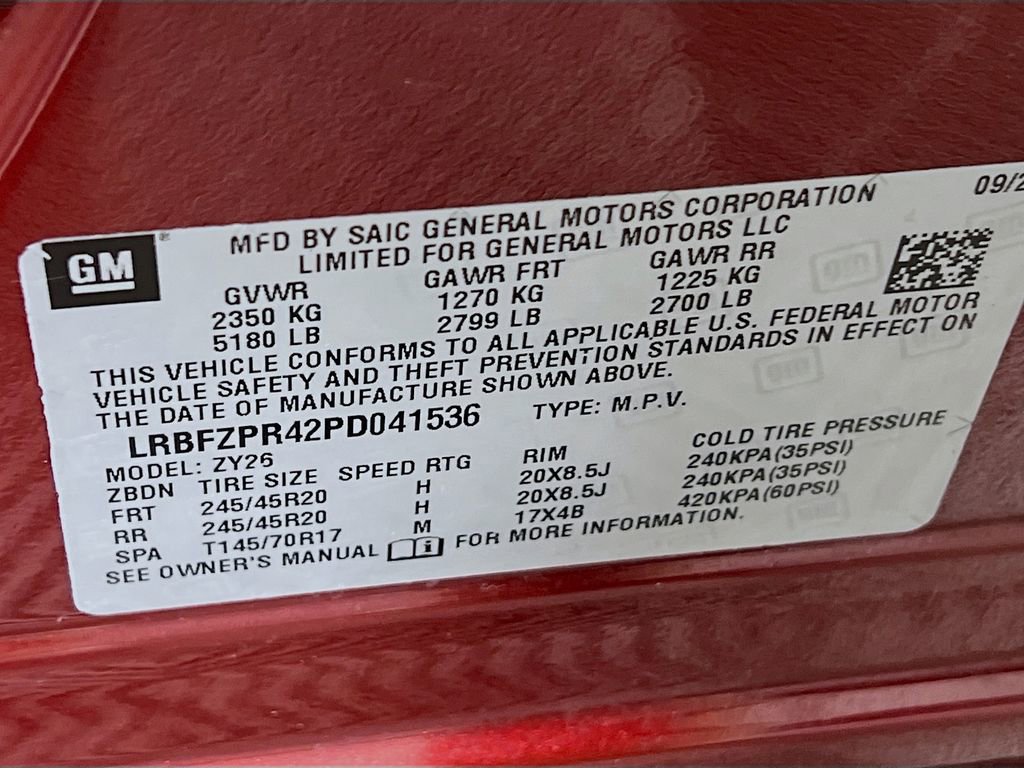 GM
MFD BY SAIC GENERAL MOTORS CORPORATION 09/2
LIMITED FOR GENERAL MOTORS LLC
GVWR GAWR FRT GAWR RR
2350 KG 1270 KG 1225 KG
5180 LB 2799 LB 2700 LB
THIS VEHICLE CONFORMS TO ALL APPLICABLE U.S. FEDERAL MOTOR
VEHICLE SAFETY AND THEFT PREVENTION STANDARDS IN EFFECT ON
THE DATE OF MANUFACTURE SHOWN ABOVE.
LRBFZPR42PD041536 TYPE: M.P.V.
MODEL: ZY26
ZBDN TIRE SIZE SPEED RTG RIM COLD TIRE PRESSURE
FRT 245/45R20 H 20X8.5J 240KPA(35PSI)
RR 245/45R20 H 20X8.5J 240KPA(35PSI)
SPA T145/70R17 M 17X4B 420KPA(60PSI)
SEE OWNER'S MANUAL i FOR MORE INFORMATION.